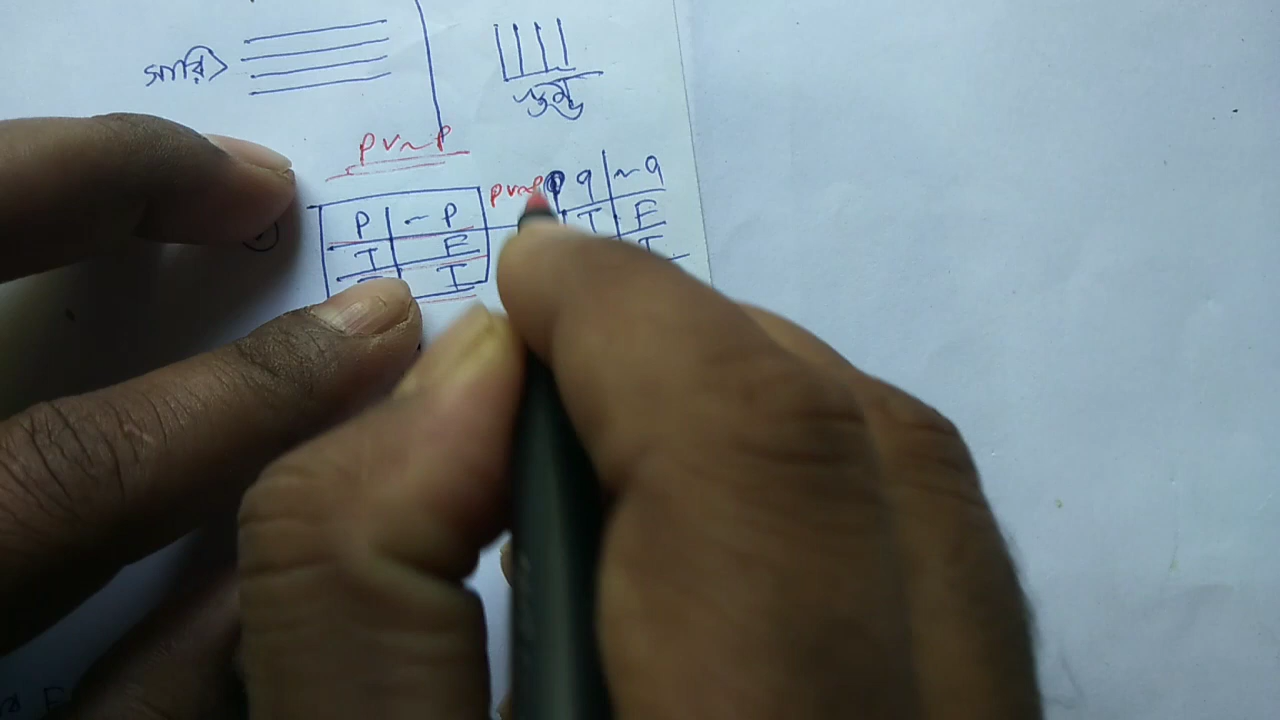 সারি
স্তম্ভ
p v ~ p
p v ~ p q ~ q
P ~ P T F
T F T
T